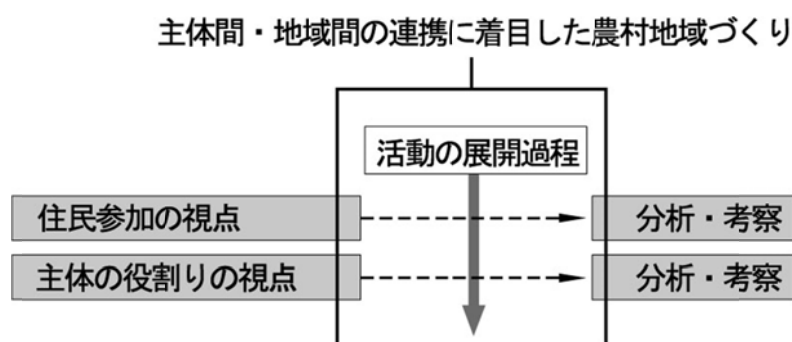 主体間・地域間の連携に着目した農村地域づくり
活動の展開過程
住民参加の視点
分析・考察
主体の役割りの視点
分析・考察